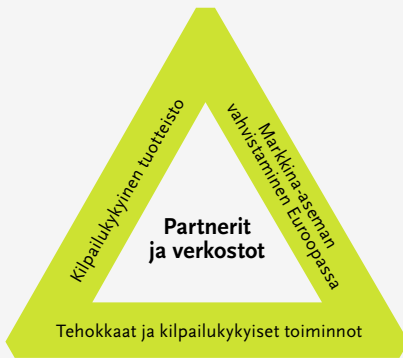 Kilpailukykyinen tuotteisto
Markkina-aseman
vahvistaminen Euroopassa
Partnerit
ja verkostot
Tehokkaat ja kilpailukykyiset toiminnot